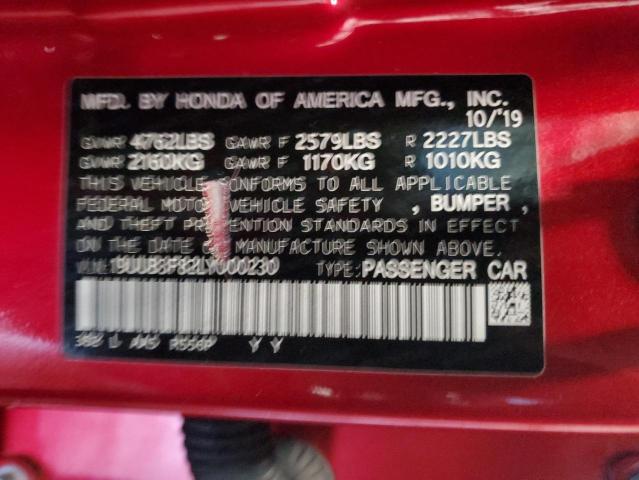 MFD. BY HONDA OF AMERICA MFG., INC.
10/'19
GVWR 4762LBS GAWR F 2579LBS R 2227LBS
GVWR 2160KG GAWR F 1170KG R 1010KG
THIS VEHICLE CONFORMS TO ALL APPLICABLE
FEDERAL MOTOR VEHICLE SAFETY , BUMPER ,
AND THEFT PREVENTION STANDARDS IN EFFECT
ON THE DATE OF MANUFACTURE SHOWN ABOVE.
V.I.N.: 19UUB3F82LY000230 TYPE: PASSENGER CAR
R556P Y Y